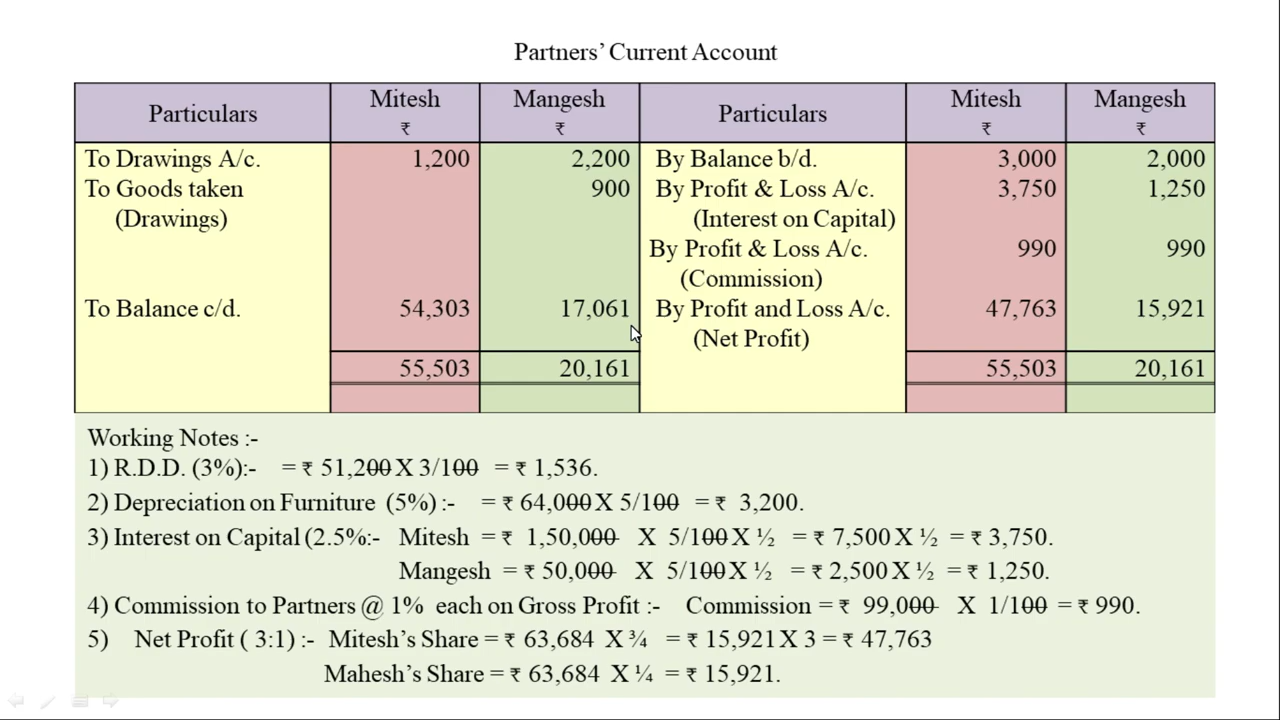 Partners' Current Account
Particulars Mitesh ₹ Mangesh ₹ Particulars Mitesh ₹ Mangesh ₹
To Drawings A/c. 1,200 2,200 By Balance b/d. 3,000 2,000
To Goods taken 900 By Profit & Loss A/c. 3,750 1,250
(Drawings) (Interest on Capital)
By Profit & Loss A/c. 990 990
(Commission)
To Balance c/d. 54,303 17,061 By Profit and Loss A/c. 47,763 15,921
(Net Profit)
55,503 20,161 55,503 20,161
Working Notes :-
1) R.D.D. (3%):- = ₹ 51,200 X 3/100 = ₹ 1,536.
2) Depreciation on Furniture (5%) :- = ₹ 64,000 X 5/100 = ₹ 3,200.
3) Interest on Capital (2.5%:- Mitesh = ₹ 1,50,000 X 5/100 X ½ = ₹ 7,500 X ½ = ₹ 3,750.
Mangesh = ₹ 50,000 X 5/100 X ½ = ₹ 2,500 X ½ = ₹ 1,250.
4) Commission to Partners @ 1% each on Gross Profit :- Commission = ₹ 99,000 X 1/100 = ₹ 990.
5) Net Profit ( 3:1) :- Mitesh's Share = ₹ 63,684 X ¾ = ₹ 15,921 X 3 = ₹ 47,763
Mahesh's Share = ₹ 63,684 X ¼ = ₹ 15,921.